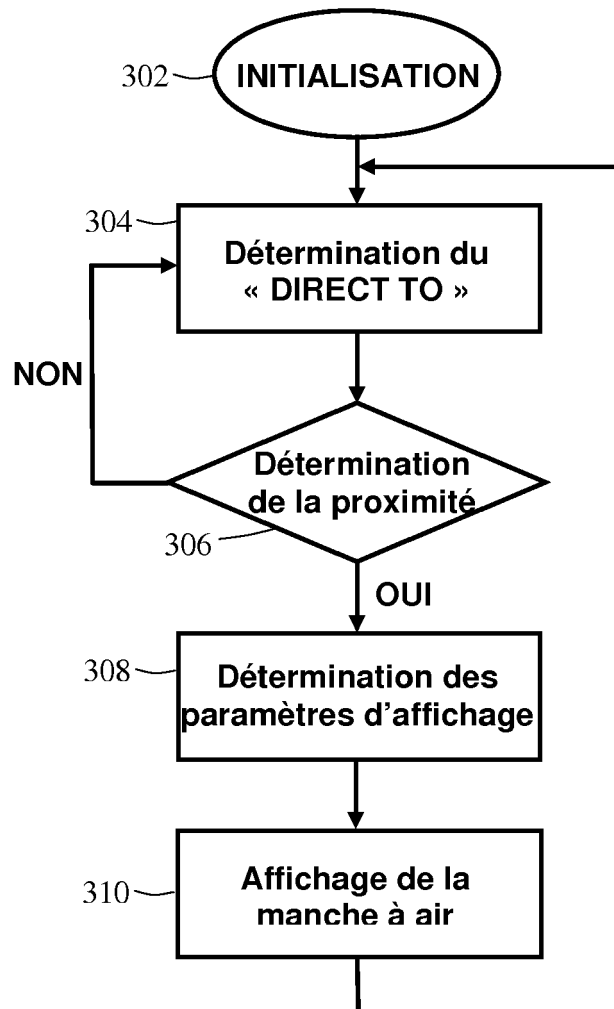 302
INITIALISATION
304
Détermination du
« DIRECT TO »
NON
Détermination
de la proximité
306
OUI
308
Détermination des
paramètres d’affichage
310
Affichage de la
manche à air